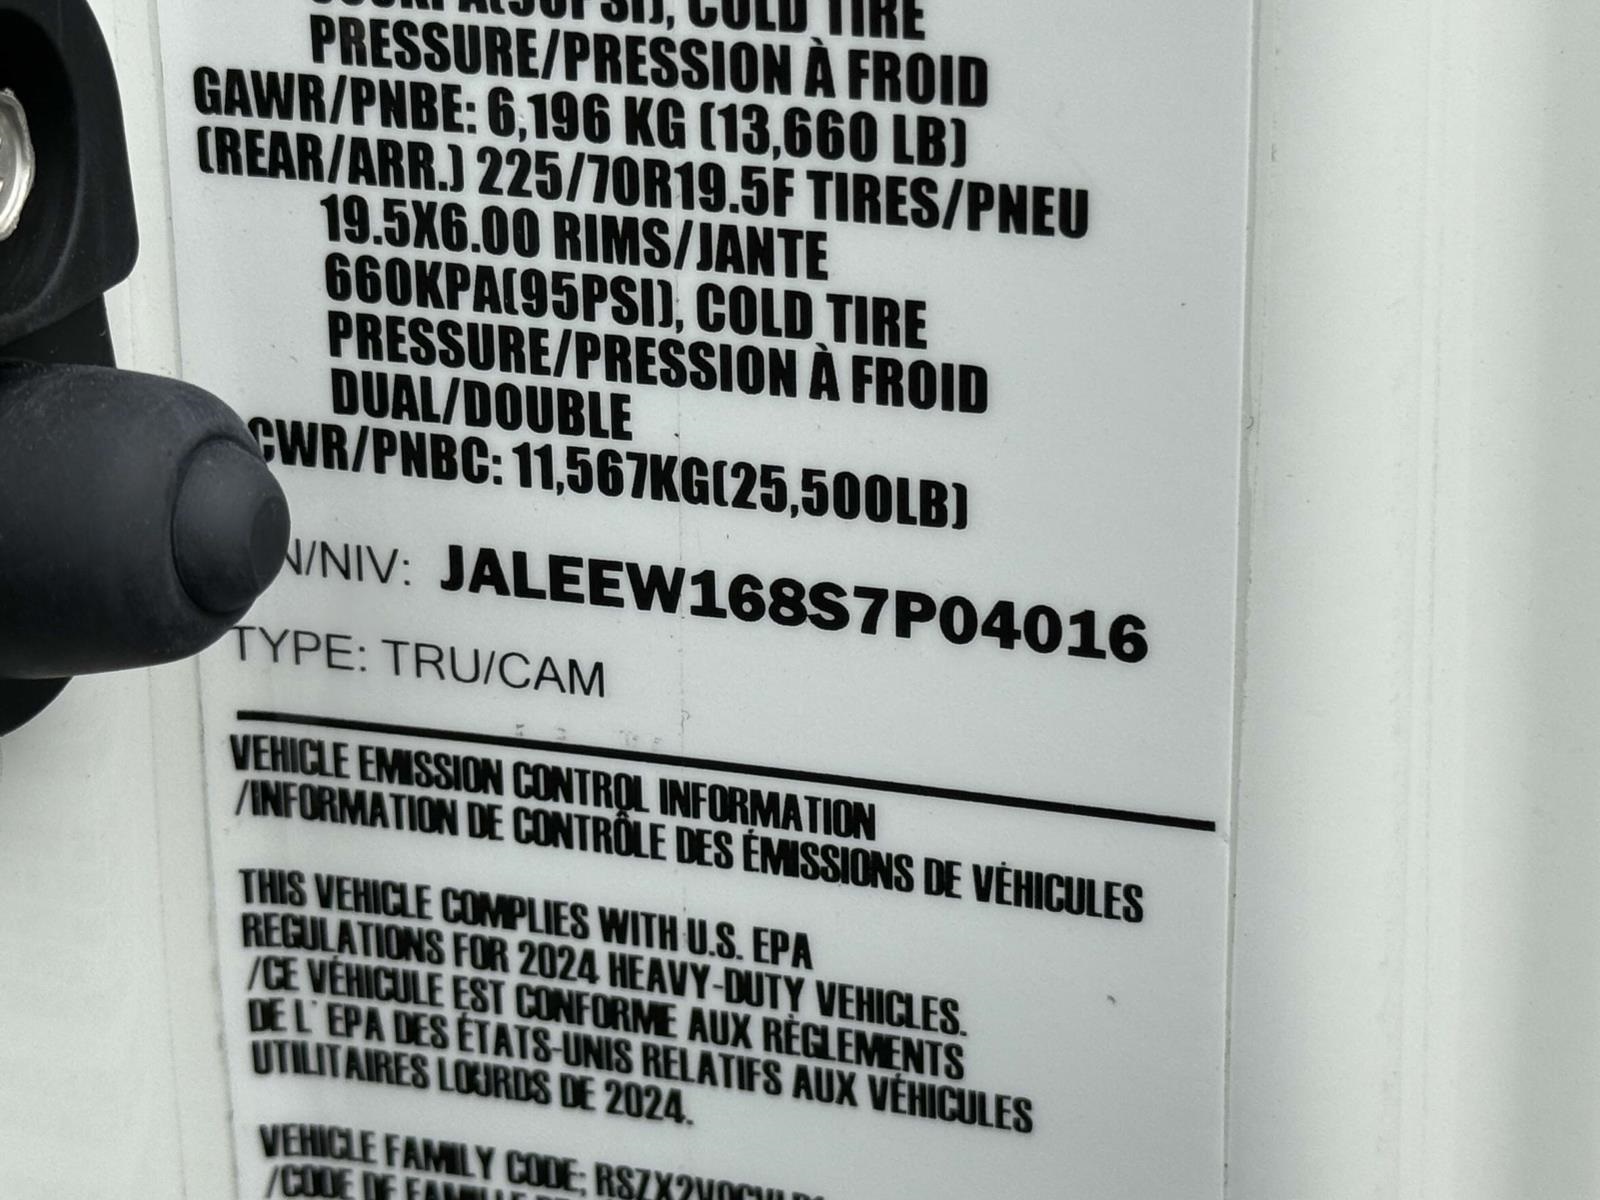 COLD TIRE
PRESSURE/PRESSION À FROID
GAWR/PNBE: 6,196 KG (13,660 LB)
(REAR/ARR.) 225/70R19.5F TIRES/PNEU
19.5X6.00 RIMS/JANTE
660KPA(95PSI), COLD TIRE
PRESSURE/PRESSION À FROID
DUAL/DOUBLE
CWR/PNBC: 11,567KG(25,500LB)
N/NIV: JALEEW168S7P04016
TYPE: TRU/CAM
VEHICLE EMISSION CONTROL INFORMATION
/INFORMATION DE CONTRÔLE DES ÉMISSIONS DE VÉHICULES
THIS VEHICLE COMPLIES WITH U.S. EPA
REGULATIONS FOR 2024 HEAVY-DUTY VEHICLES.
/CE VÉHICULE EST CONFORME AUX RÈGLEMENTS
DE L' EPA DES ÉTATS-UNIS RELATIFS AUX VÉHICULES
UTILITAIRES LOURDS DE 2024.
VEHICLE FAMILY CODE;
/CODE DE FAMILLE